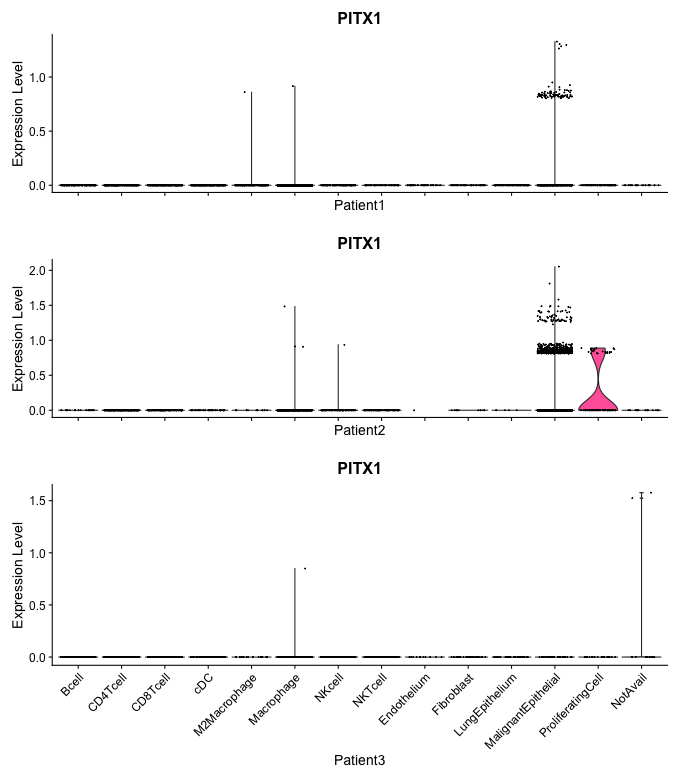 PITX1
Expression Level
1.0
0.5
0.0
Patient1
PITX1
Expression Level
2.0
1.5
1.0
0.5
0.0
Patient2
PITX1
Expression Level
1.5
1.0
0.5
0.0
Bcell
CD4Tcell
CD8Tcell
cDC
M2Macrophage
Macrophage
NKcell
NKTcell
Endothelium
Fibroblast
LungEpithelium
MalignantEpithelial
ProliferatingCell
NotAvail
Patient3